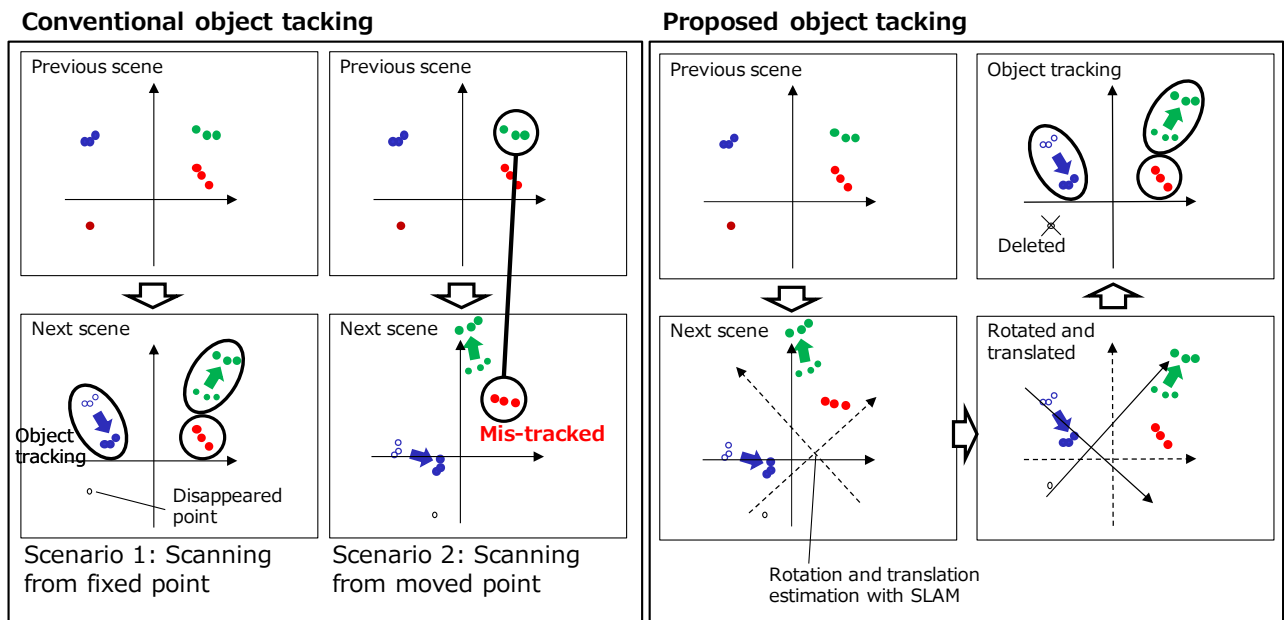 Conventional object tacking
Previous scene
Previous scene
Next scene
Object
tracking
Disappeared
point
Next scene
Mis-tracked
Scenario 1: Scanning
from fixed point
Scenario 2: Scanning
from moved point
Proposed object tacking
Previous scene
Object tracking
Deleted
Next scene
Rotated and
translated
Rotation and translation
estimation with SLAM